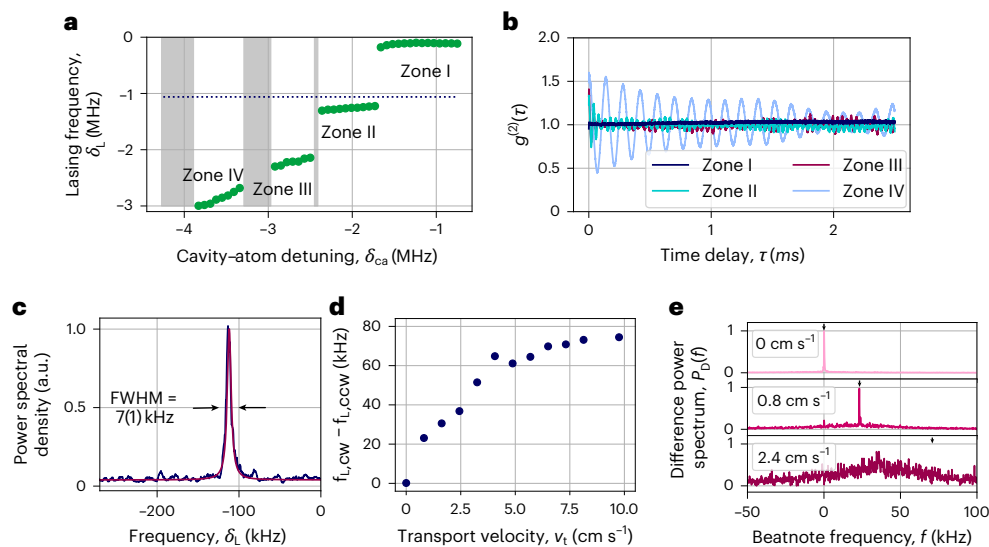 a
Lasing frequency,
δL (MHz)
0
−1
−2
−3
Zone I
Zone II
Zone III
Zone IV
−4
−3
−2
−1
Cavity–atom detuning, δca (MHz)
b
g(2)(τ)
2.0
1.5
1.0
0.5
0
Zone I
Zone III
Zone II
Zone IV
0
1
2
Time delay, τ (ms)
c
Power spectral
density (a.u.)
1.0
0.5
0
FWHM =
7(1) kHz
−200
−100
0
Frequency, δL (kHz)
d
fL,cw − fL,ccw (kHz)
80
60
40
20
0
0
2.5
5.0
7.5
10.0
Transport velocity, vt (cm s−1)
e
Difference power
spectrum, PD(f)
1
0 cm s−1
1
0.8 cm s−1
1
2.4 cm s−1
0
−50
0
50
100
Beatnote frequency, f (kHz)